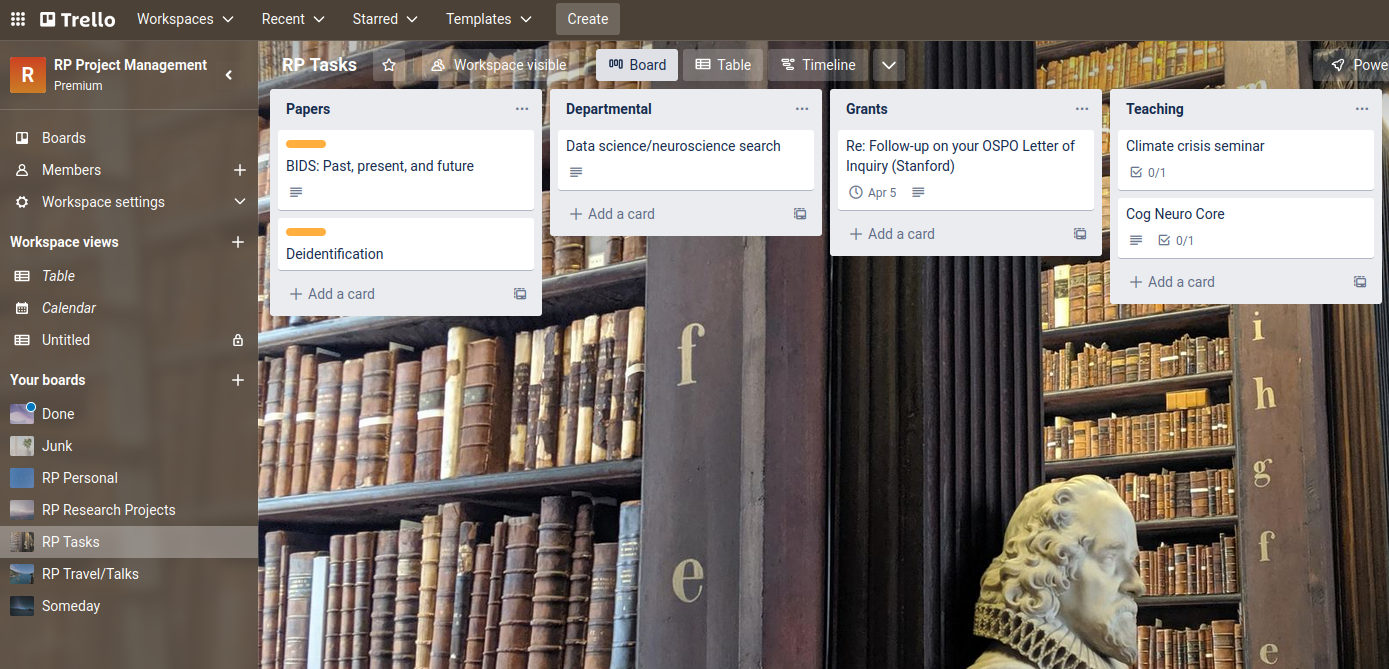 Trello Workspaces Recent Starred Templates Create
R RP Project Management
Premium
Boards
Members
Workspace settings
Workspace views
Table
Calendar
Untitled
Your boards
Done
Junk
RP Personal
RP Research Projects
RP Tasks
RP Travel/Talks
Someday
RP Tasks Workspace visible Board Table Timeline Powe
Papers
BIDS: Past, present, and future
Deidentification
+ Add a card
Departmental
Data science/neuroscience search
+ Add a card
Grants
Re: Follow-up on your OSPO Letter of
Inquiry (Stanford)
Apr 5
+ Add a card
Teaching
Climate crisis seminar
0/1
Cog Neuro Core
0/1
+ Add a card
f
e
i
h
g
f
e